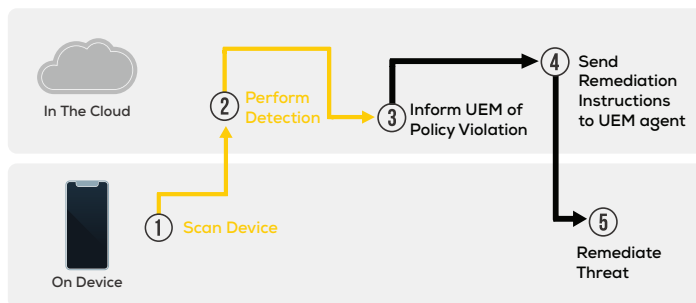 In The Cloud
2
Perform
Detection
3
Inform UEM of
Policy Violation
4
Send
Remediation
Instructions
to UEM agent
On Device
1
Scan Device
5
Remediate
Threat